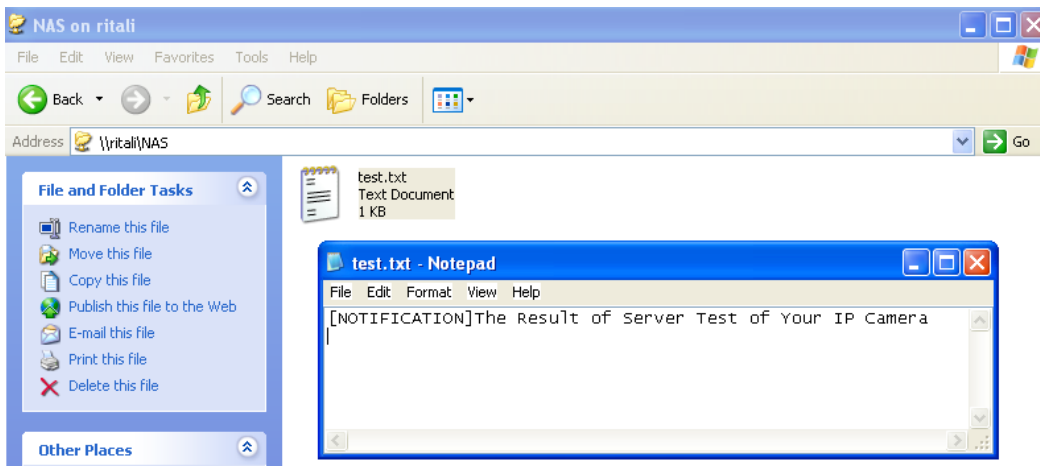 NAS on ritali
File Edit View Favorites Tools Help
Back Search Folders
Address \\ritali\NAS Go
File and Folder Tasks
Rename this file
Move this file
Copy this file
Publish this file to the Web
E-mail this file
Print this file
Delete this file
Other Places
test.txt
Text Document
1 KB
test.txt - Notepad
File Edit Format View Help
[NOTIFICATION]The Result of Server Test of Your IP Camera